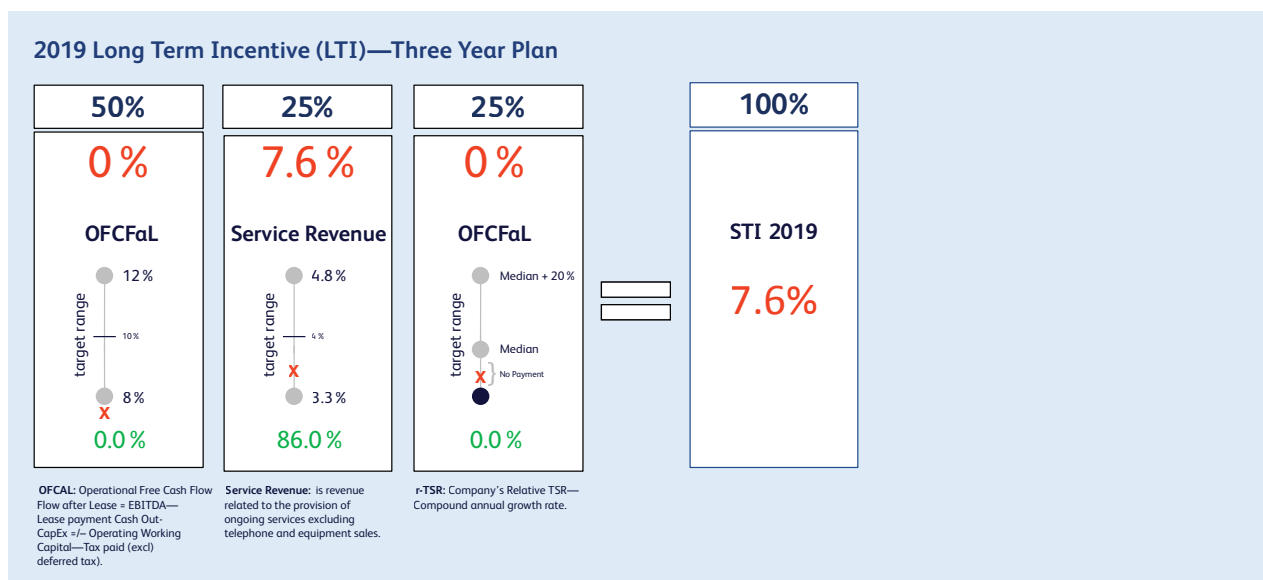 2019 Long Term Incentive (LTI)—Three Year Plan
50%
0 %
OFCFaL
target range
12 %
10 %
8 %
X
0.0 %
OFCAL: Operational Free Cash Flow
Flow after Lease = EBITDA—
Lease payment Cash Out-
CapEx =/– Operating Working
Capital—Tax paid (excl)
deferred tax).
25%
7.6 %
Service Revenue
target range
4.8 %
4 %
X
3.3 %
86.0 %
Service Revenue: is revenue
related to the provision of
ongoing services excluding
telephone and equipment sales.
25%
0 %
OFCFaL
target range
Median + 20 %
Median
X } No Payment
0.0 %
r-TSR: Company's Relative TSR—
Compound annual growth rate.
100%
STI 2019
7.6%